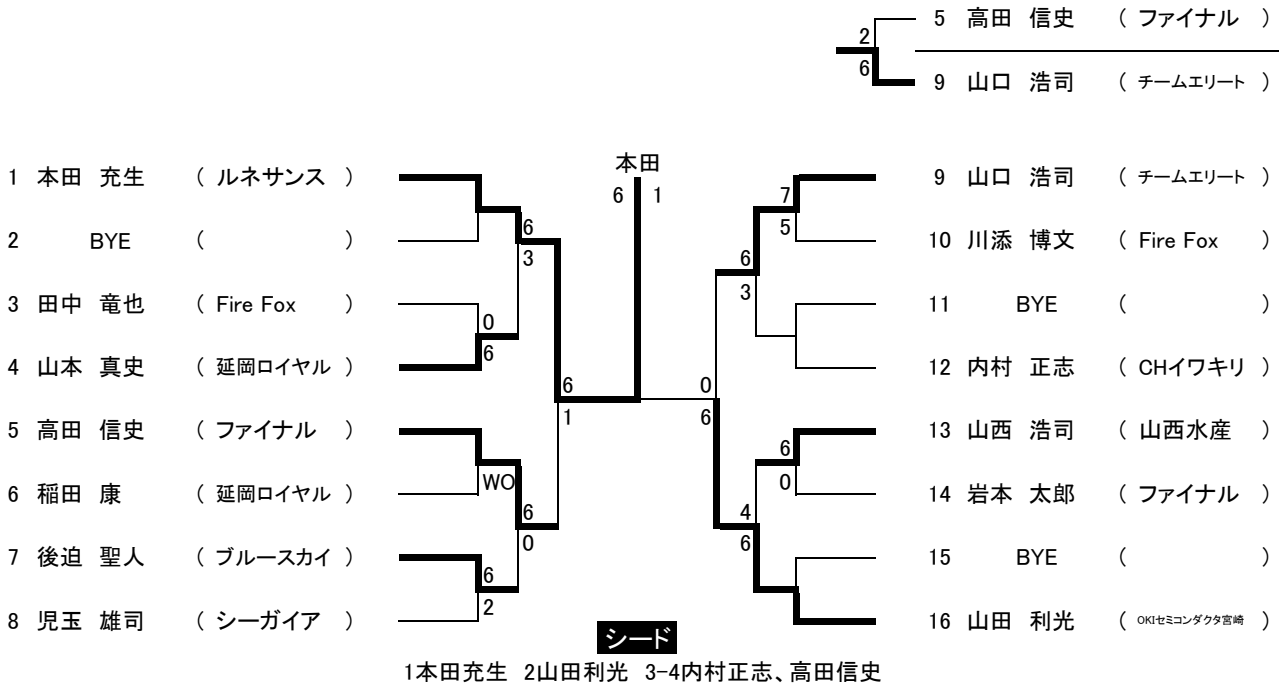 5 高田 信史 ( ファイナル )
2
6
9 山口 浩司 ( チームエリート )
本田
6 1
1 本田 充生 ( ルネサンス )
2 BYE ( )
3 田中 竜也 ( Fire Fox )
4 山本 真史 ( 延岡ロイヤル )
5 高田 信史 ( ファイナル )
6 稲田 康 ( 延岡ロイヤル )
7 後迫 聖人 ( ブルースカイ )
8 児玉 雄司 ( シーガイア )
6
3
0
6
6
1
WO
6
0
6
2
9 山口 浩司 ( チームエリート )
10 川添 博文 ( Fire Fox )
11 BYE ( )
12 内村 正志 ( CHイワキリ )
13 山西 浩司 ( 山西水産 )
14 岩本 太郎 ( ファイナル )
15 BYE ( )
16 山田 利光 ( OKIセミコンダクタ宮崎 )
7
5
6
3
0
6
6
0
4
6
シード
1本田充生 2山田利光 3-4内村正志、高田信史